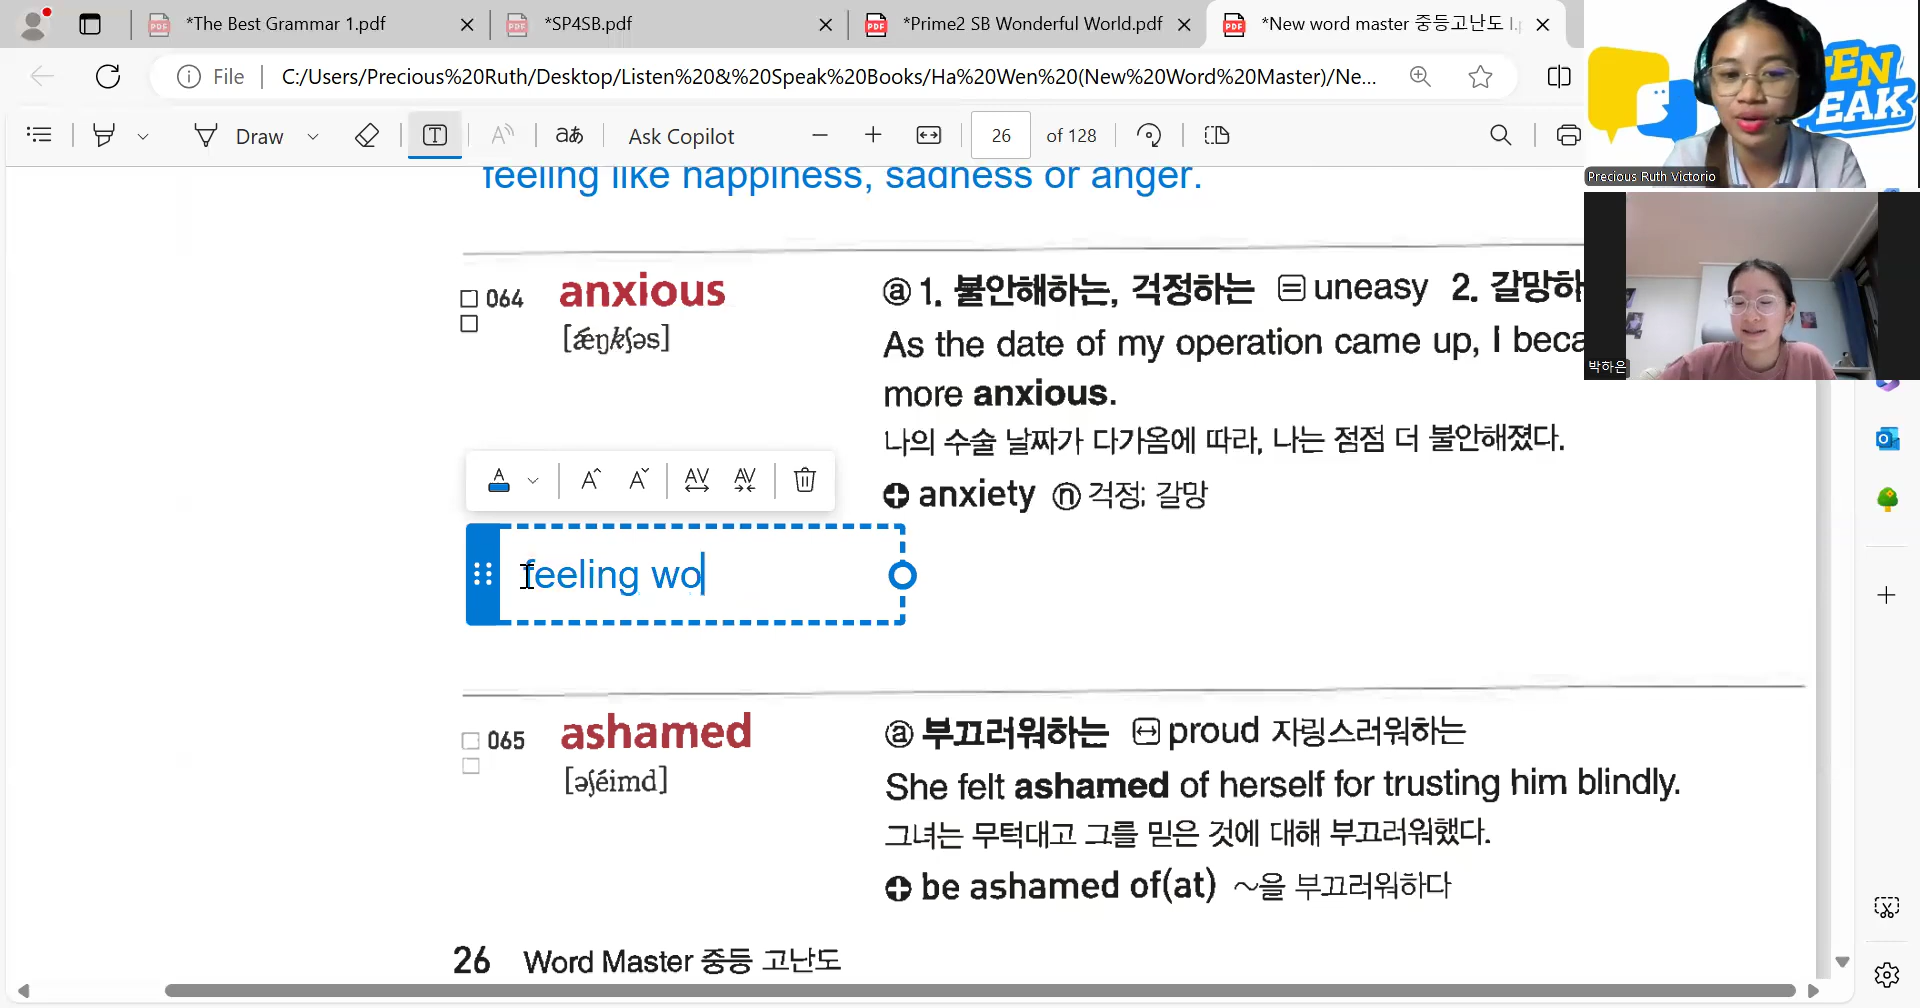 *The Best Grammar 1.pdf
*SP4SB.pdf
*Prime2 SB Wonderful World.pdf
*New word master 중등고난도 I.p
File
C:/Users/Precious%20Ruth/Desktop/Listen%20&%20Speak%20Books/Ha%20Wen%20(New%20Word%20Master)/Ne...
Draw
Ask Copilot
26 of 128
EN
EAK
Precious Ruth Victorio
박하은
feeling like happiness, sadness or anger.
064 anxious
[ǽŋkʃəs]
ⓐ 1. 불안해하는, 걱정하는 = uneasy 2. 갈망하
As the date of my operation came up, I beca
more anxious.
나의 수술 날짜가 다가옴에 따라, 나는 점점 더 불안해졌다.
+ anxiety ⓝ 걱정; 갈망
feeling wo
065 ashamed
[əʃéimd]
ⓐ 부끄러워하는 ↔ proud 자랑스러워하는
She felt ashamed of herself for trusting him blindly.
그녀는 무턱대고 그를 믿은 것에 대해 부끄러워했다.
+ be ashamed of(at) ~을 부끄러워하다
26 Word Master 중등 고난도